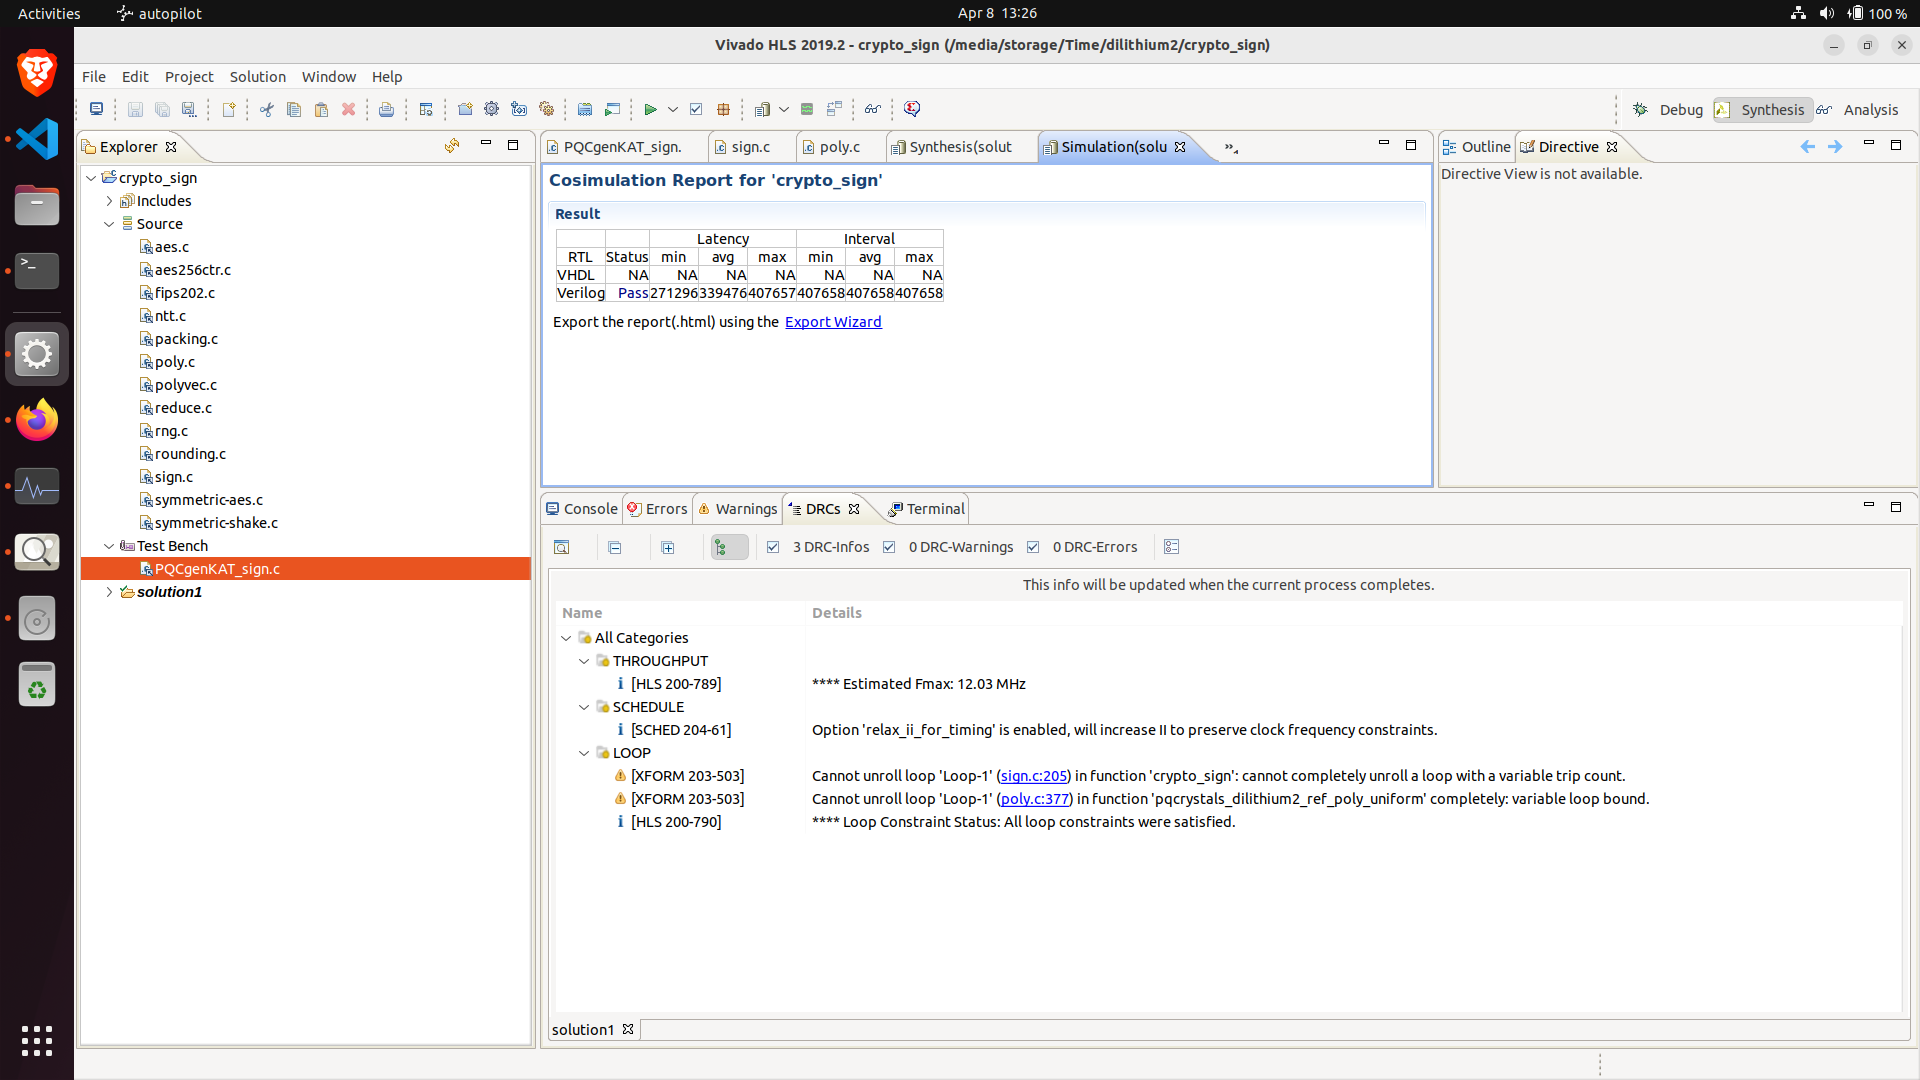 Activities
autopilot
Apr 8 13:26
100 %
Vivado HLS 2019.2 - crypto_sign (/media/storage/Time/dilithium2/crypto_sign)
File Edit Project Solution Window Help
Debug Synthesis Analysis
Explorer
crypto_sign
Includes
Source
aes.c
aes256ctr.c
fips202.c
ntt.c
packing.c
poly.c
polyvec.c
reduce.c
rng.c
rounding.c
sign.c
symmetric-aes.c
symmetric-shake.c
Test Bench
PQCgenKAT_sign.c
solution1
PQCgenKAT_sign. sign.c poly.c Synthesis(solut Simulation(solu
Cosimulation Report for 'crypto_sign'
Result
Latency Interval
RTL Status min avg max min avg max
VHDL NA NA NA NA NA NA NA
Verilog Pass 271296 339476 407657 407658 407658 407658
Export the report(.html) using the Export Wizard
Outline Directive
Directive View is not available.
Console Errors Warnings DRCs Terminal
3 DRC-Infos 0 DRC-Warnings 0 DRC-Errors
This info will be updated when the current process completes.
Name Details
All Categories
THROUGHPUT
[HLS 200-789] **** Estimated Fmax: 12.03 MHz
SCHEDULE
[SCHED 204-61] Option 'relax_ii_for_timing' is enabled, will increase II to preserve clock frequency constraints.
LOOP
[XFORM 203-503] Cannot unroll loop 'Loop-1' (sign.c:205) in function 'crypto_sign': cannot completely unroll a loop with a variable trip count.
[XFORM 203-503] Cannot unroll loop 'Loop-1' (poly.c:377) in function 'pqcrystals_dilithium2_ref_poly_uniform' completely: variable loop bound.
[HLS 200-790] **** Loop Constraint Status: All loop constraints were satisfied.
solution1